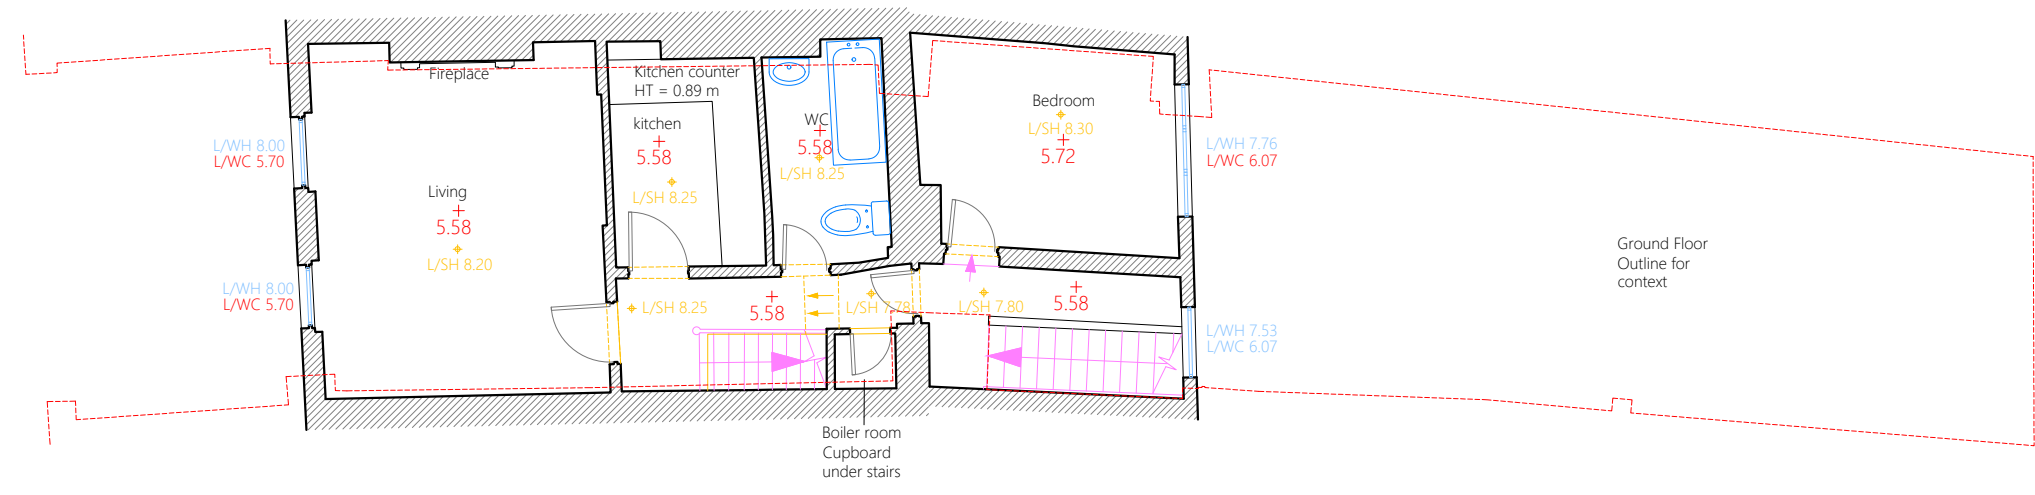 Fireplace
Kitchen counter
HT = 0.89 m
kitchen
5.58
L/SH 8.25
WC
5.58
L/SH 8.25
Bedroom
L/SH 8.30
5.72
L/WH 8.00
L/WC 5.70
L/WH 7.76
L/WC 6.07
Living
5.58
L/SH 8.20
Ground Floor
Outline for
context
L/WH 8.00
L/WC 5.70
L/SH 8.25
5.58
L/SH 7.78
L/SH 7.80
5.58
L/WH 7.53
L/WC 6.07
Boiler room
Cupboard
under stairs